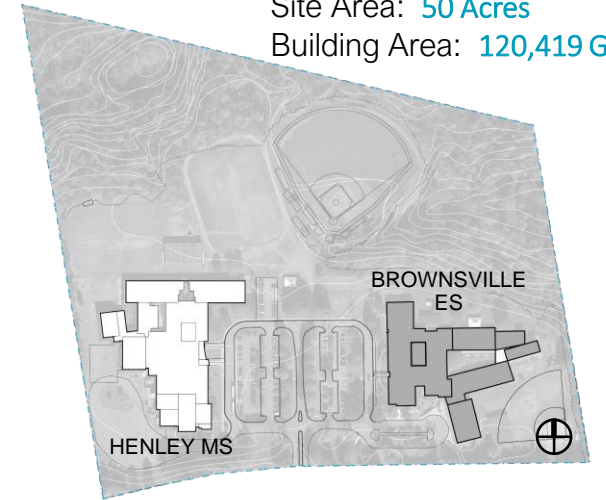 Site Area: 50 Acres
Building Area: 120,419 G
BROWNSVILLE
ES
HENLEY MS